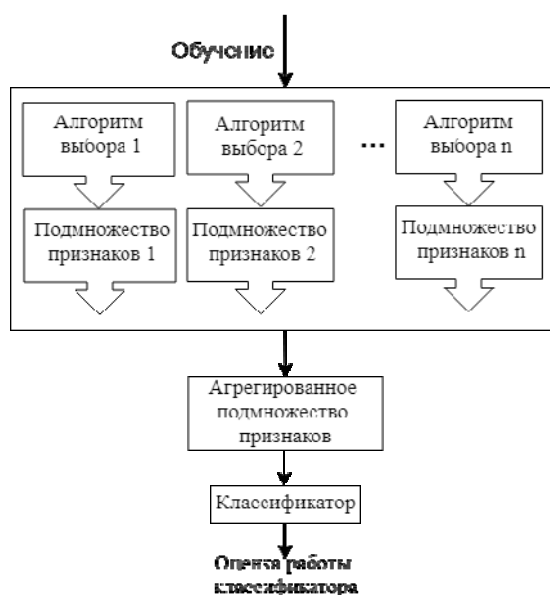 Обучение
Алгоритм
выбора 1
Алгоритм
выбора 2
...
Алгоритм
выбора n
Подмножество
признаков 1
Подмножество
признаков 2
Подмножество
признаков n
Агрегированное
подмножество
признаков
Классификатор
Оценка работы
классификатора